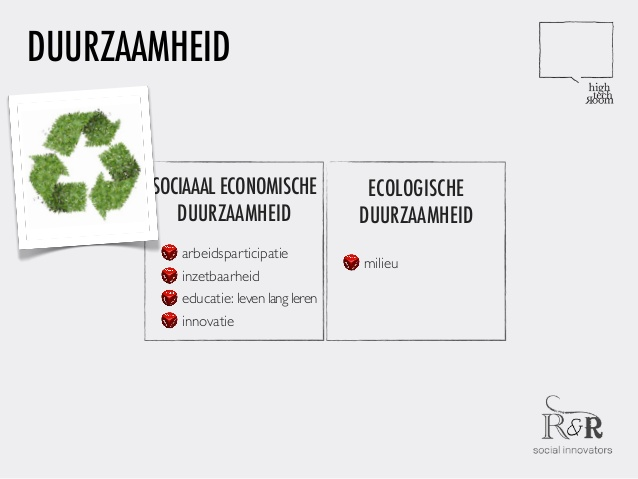 DUURZAAMHEID
high
tech
Room
SOCIAAAL ECONOMISCHE
DUURZAAMHEID
arbeidsparticipatie
inzetbaarheid
educatie: leven lang leren
innovatie
ECOLOGISCHE
DUURZAAMHEID
milieu
R&R
social innovators